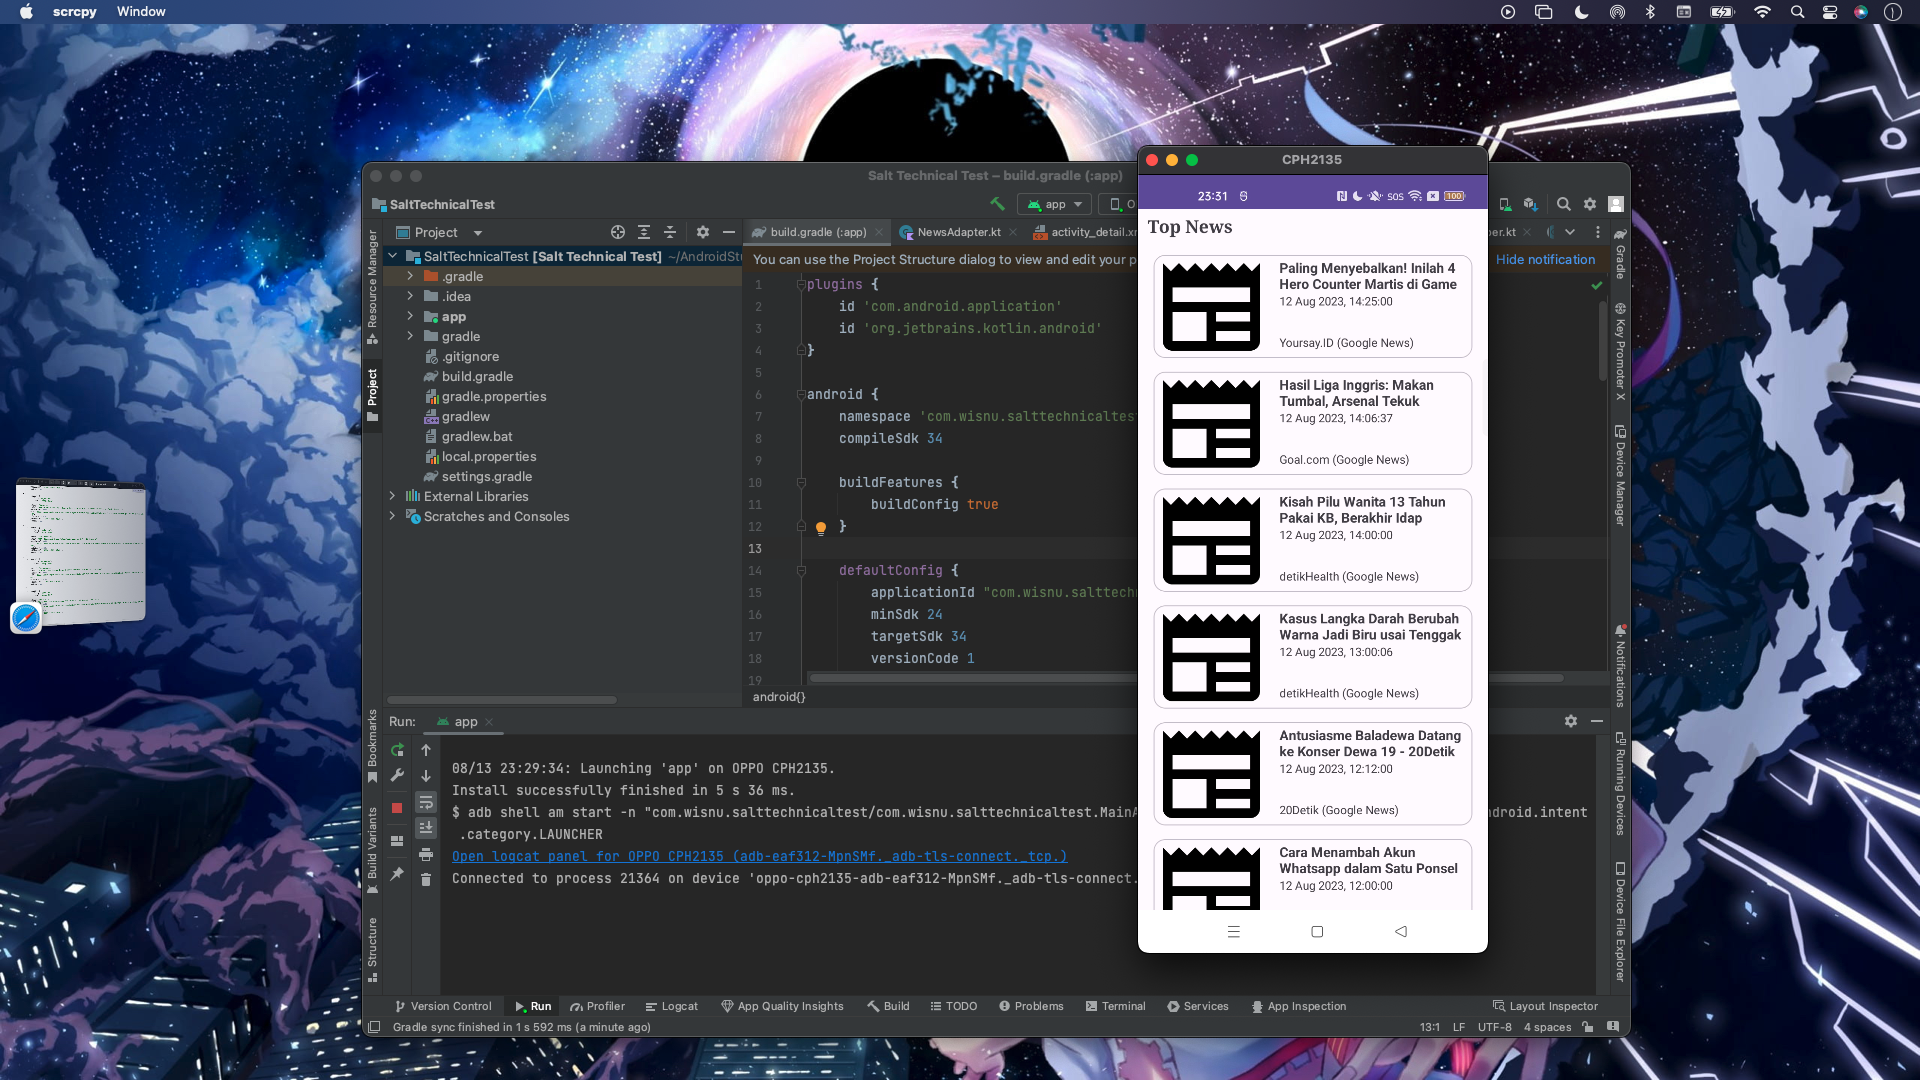 scrcpy Window
Salt Technical Test – build.gradle (:app)
SaltTechnicalTest
app
Project
build.gradle (:app)
NewsAdapter.kt
activity_detail.xm
SaltTechnicalTest [Salt Technical Test] ~/AndroidStu
.gradle
.idea
app
gradle
.gitignore
build.gradle
gradle.properties
gradlew
gradlew.bat
local.properties
settings.gradle
External Libraries
Scratches and Consoles
You can use the Project Structure dialog to view and edit your p
Hide notification
1 plugins {
2 id 'com.android.application'
3 id 'org.jetbrains.kotlin.android'
4 }
5
6 android {
7 namespace 'com.wisnu.salttechnicaltest
8 compileSdk 34
9
10 buildFeatures {
11 buildConfig true
12 }
13
14 defaultConfig {
15 applicationId "com.wisnu.salttechn
16 minSdk 24
17 targetSdk 34
18 versionCode 1
19
android{}
Resource Manager
Project
Bookmarks
Build Variants
Structure
Gradle
Key Promoter X
Device Manager
Notifications
Running Devices
Device File Explorer
Run: app
08/13 23:29:34: Launching 'app' on OPPO CPH2135.
Install successfully finished in 5 s 36 ms.
$ adb shell am start -n "com.wisnu.salttechnicaltest/com.wisnu.salttechnicaltest.MainA
droid.intent
.category.LAUNCHER
Open logcat panel for OPPO CPH2135 (adb-eaf312-MpnSMf._adb-tls-connect._tcp.)
Connected to process 21364 on device 'oppo-cph2135-adb-eaf312-MpnSMf._adb-tls-connect.
Version Control Run Profiler Logcat App Quality Insights Build TODO Problems Terminal Services App Inspection Layout Inspector
Gradle sync finished in 1 s 592 ms (a minute ago)
13:1 LF UTF-8 4 spaces
CPH2135
23:31 SOS 100
Top News
Paling Menyebalkan! Inilah 4
Hero Counter Martis di Game
12 Aug 2023, 14:25:00
Yoursay.ID (Google News)
Hasil Liga Inggris: Makan
Tumbal, Arsenal Tekuk
12 Aug 2023, 14:06:37
Goal.com (Google News)
Kisah Pilu Wanita 13 Tahun
Pakai KB, Berakhir Idap
12 Aug 2023, 14:00:00
detikHealth (Google News)
Kasus Langka Darah Berubah
Warna Jadi Biru usai Tenggak
12 Aug 2023, 13:00:06
detikHealth (Google News)
Antusiasme Baladewa Datang
ke Konser Dewa 19 - 20Detik
12 Aug 2023, 12:12:00
20Detik (Google News)
Cara Menambah Akun
Whatsapp dalam Satu Ponsel
12 Aug 2023, 12:00:00